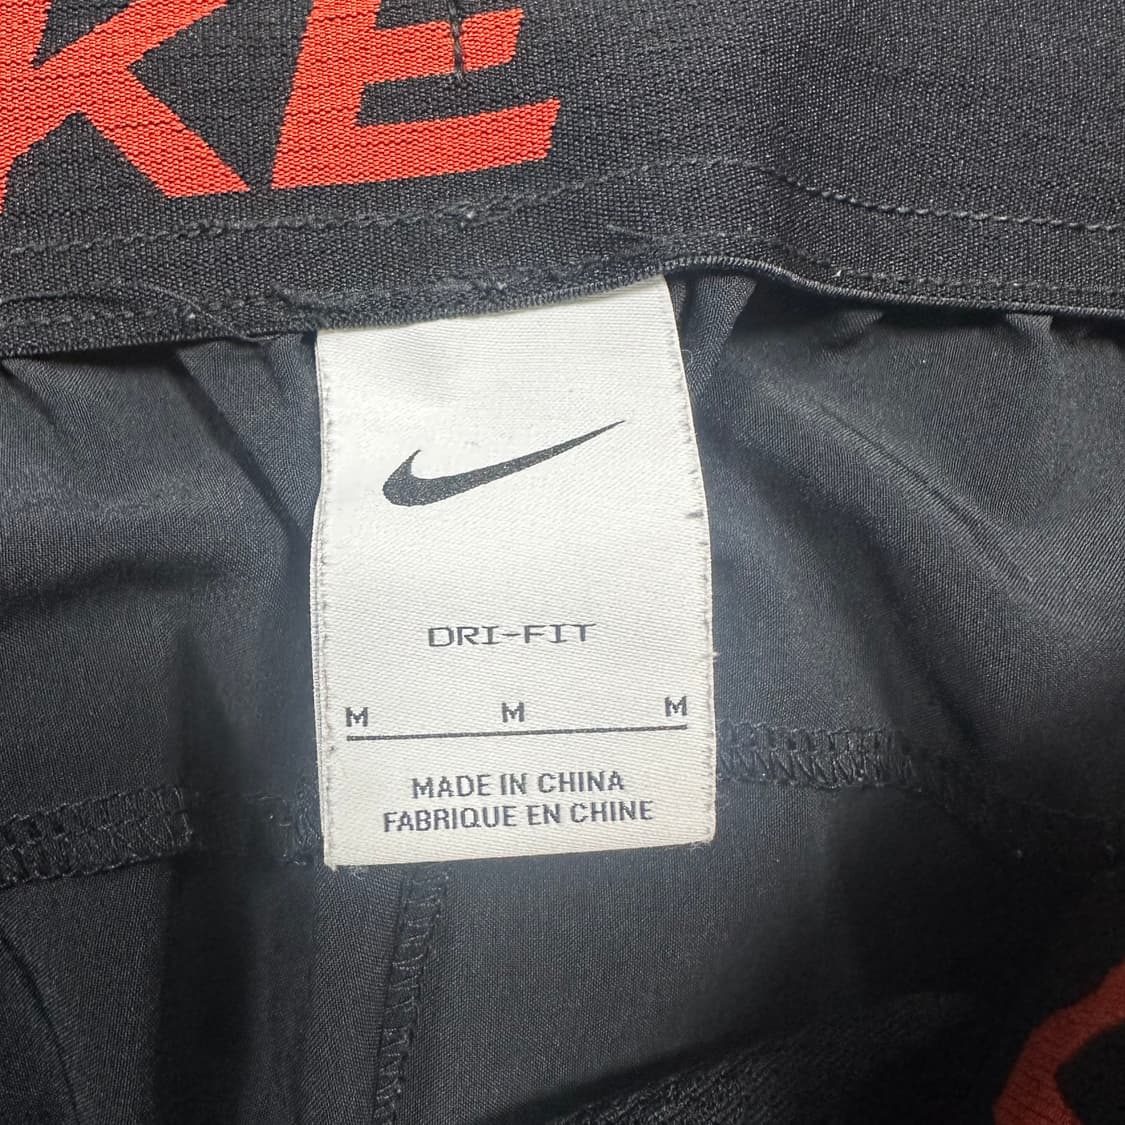 KE
DRI-FIT
M M M
MADE IN CHINA
FABRIQUE EN CHINE